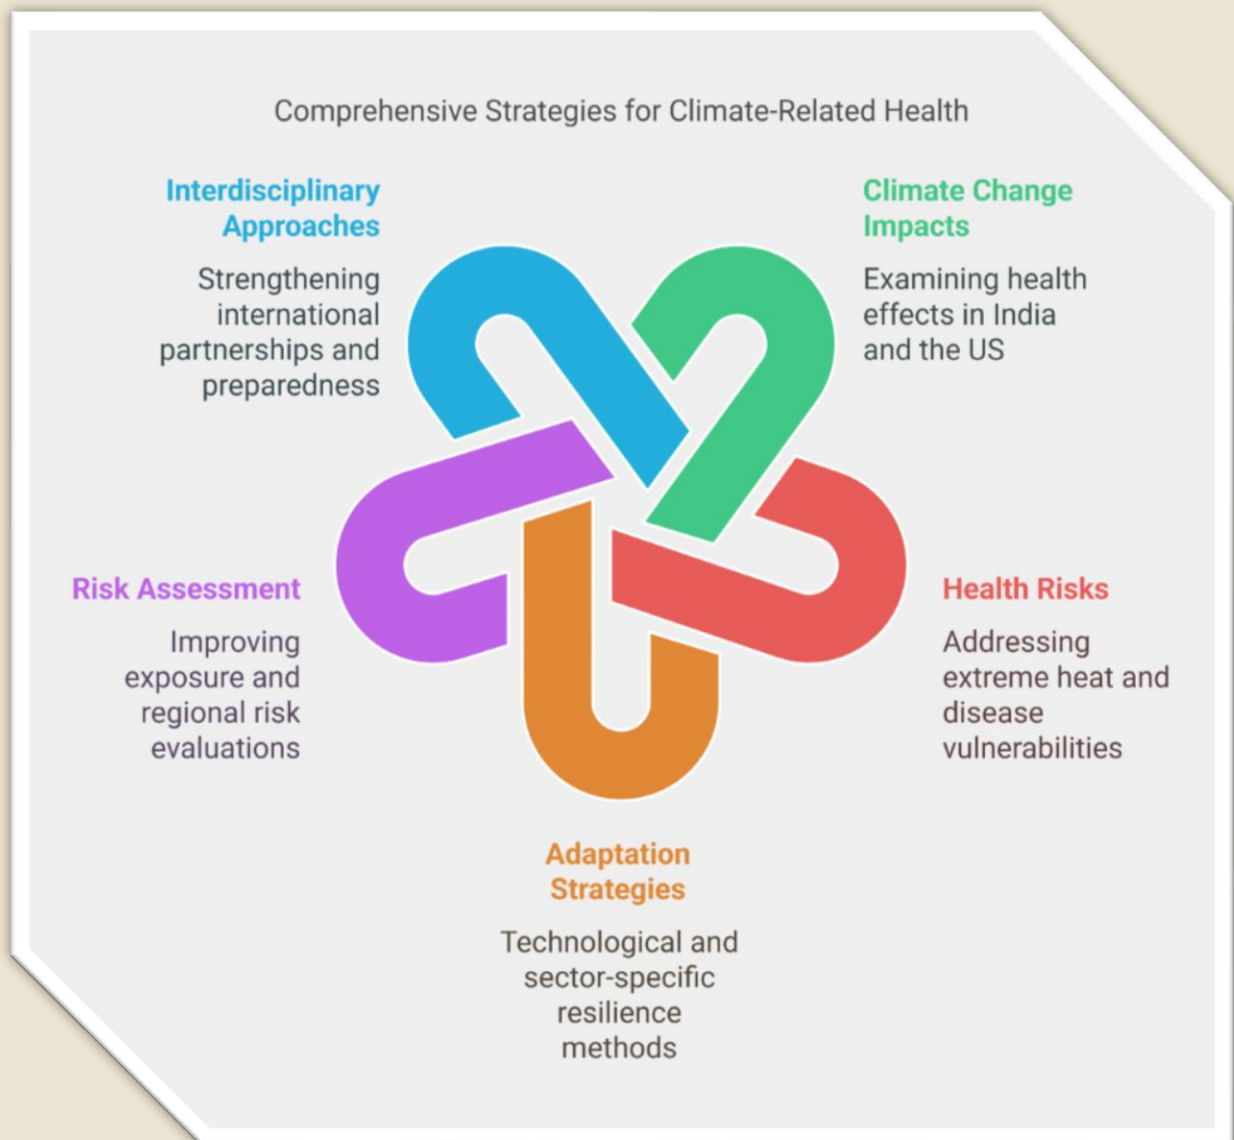 Comprehensive Strategies for Climate-Related Health
Interdisciplinary
Approaches
Strengthening
international
partnerships and
preparedness
Climate Change
Impacts
Examining health
effects in India
and the US
Risk Assessment
Improving
exposure and
regional risk
evaluations
Health Risks
Addressing
extreme heat and
disease
vulnerabilities
Adaptation
Strategies
Technological and
sector-specific
resilience
methods